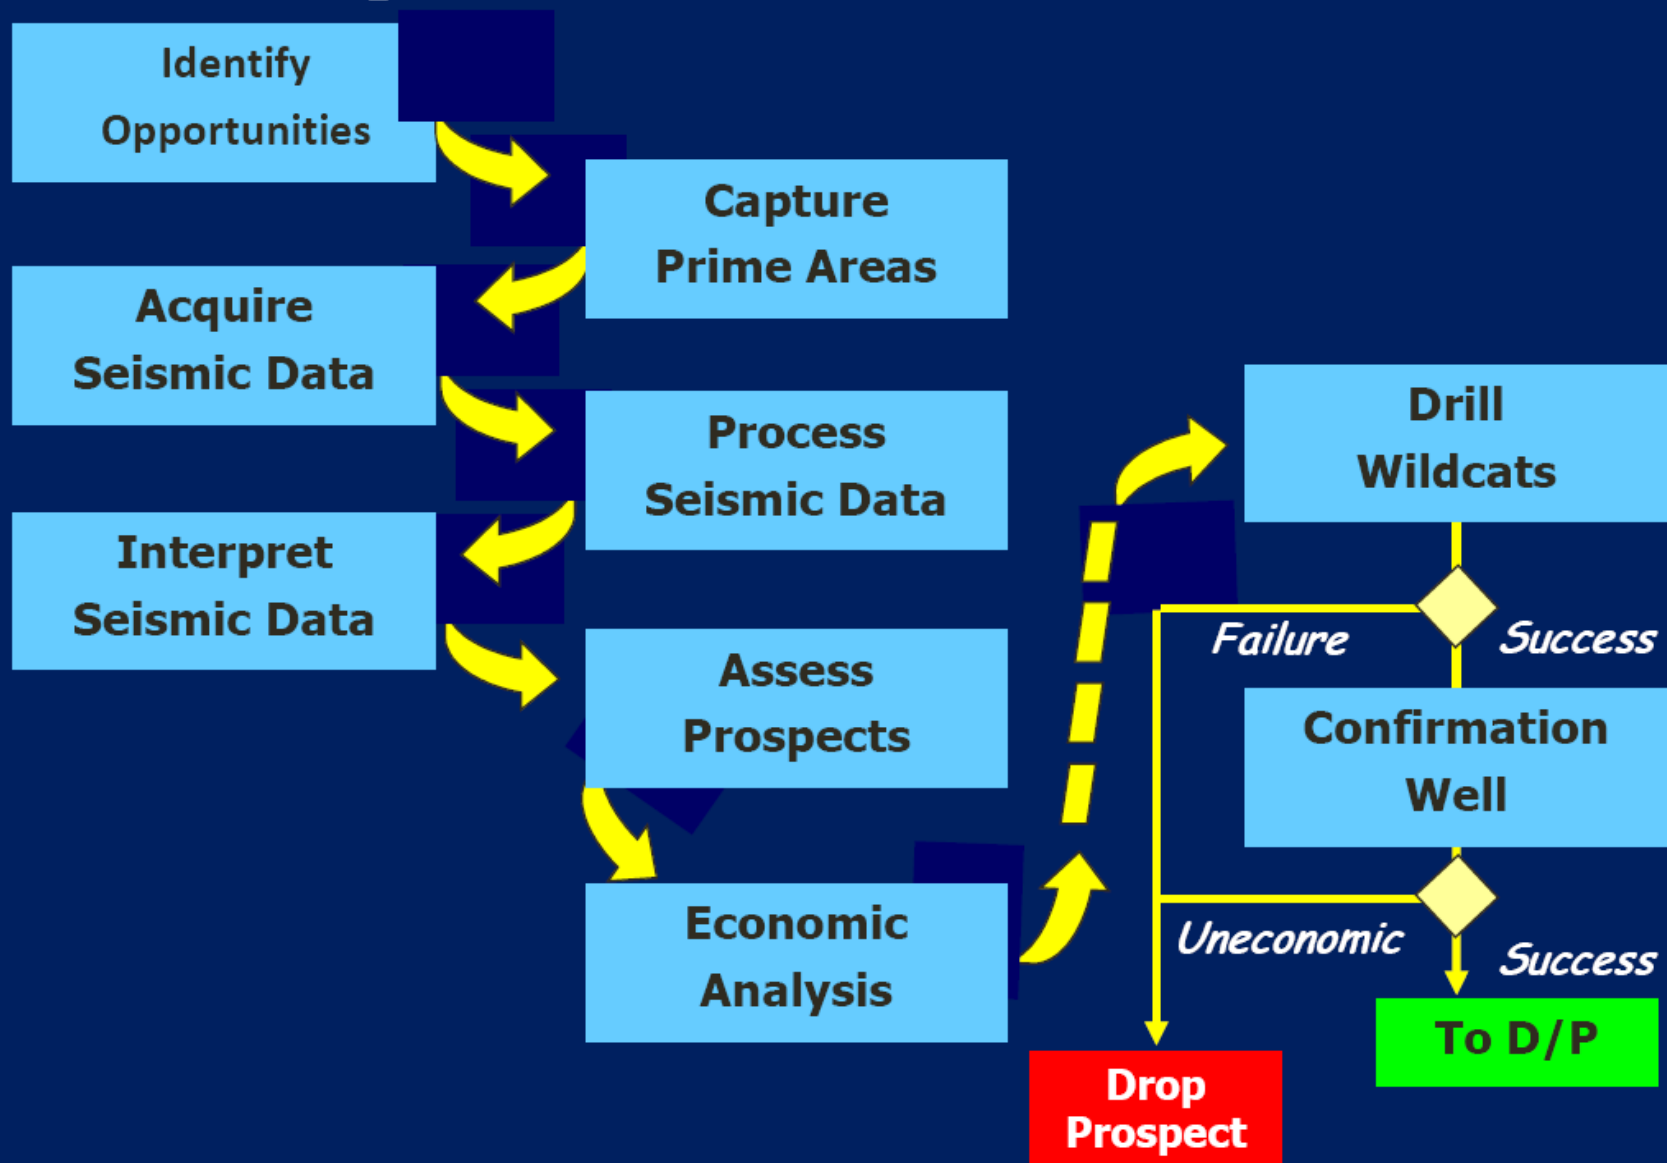 Identify
Opportunities
Capture
Prime Areas
Acquire
Seismic Data
Process
Seismic Data
Interpret
Seismic Data
Assess
Prospects
Economic
Analysis
Drill
Wildcats
Failure
Success
Confirmation
Well
Uneconomic
Success
To D/P
Drop
Prospect